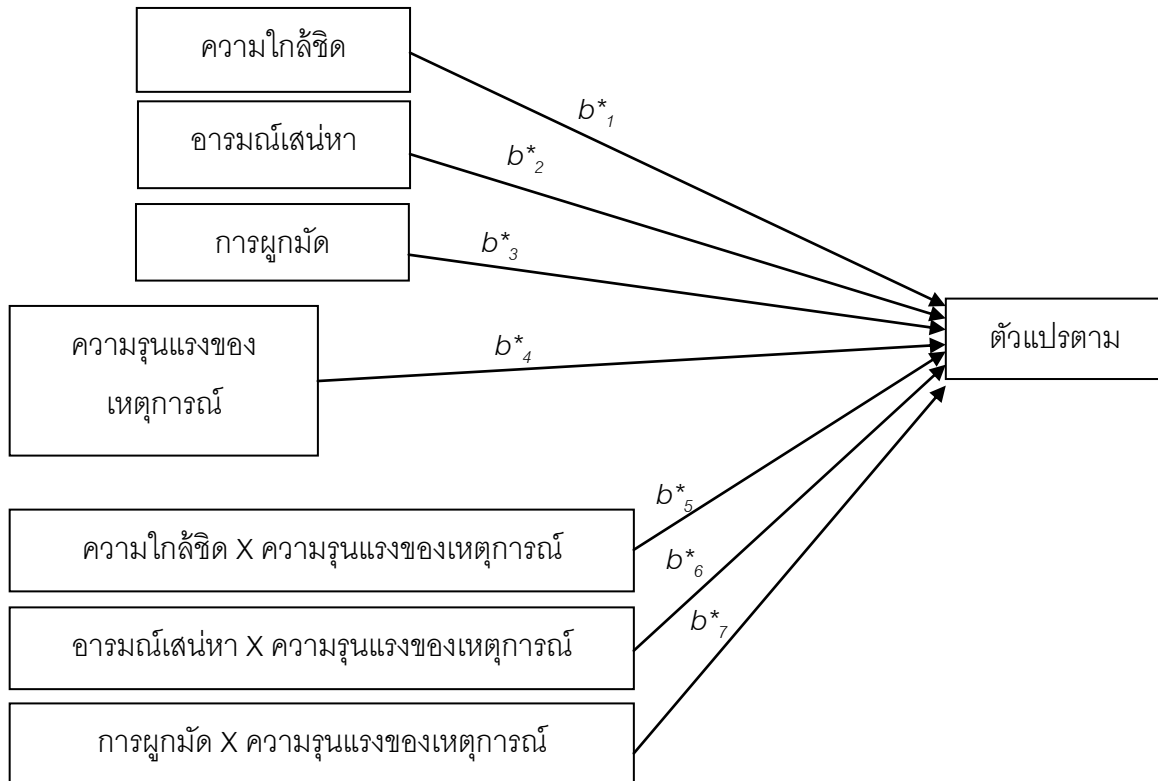 ความใกล้ชิด
b*1
อารมณ์เสน่หา
b*2
การผูกมัด
b*3
ความรุนแรงของ
เหตุการณ์
b*4
ตัวแปรตาม
b*5
ความใกล้ชิด X ความรุนแรงของเหตุการณ์
b*6
อารมณ์เสน่หา X ความรุนแรงของเหตุการณ์
b*7
การผูกมัด X ความรุนแรงของเหตุการณ์